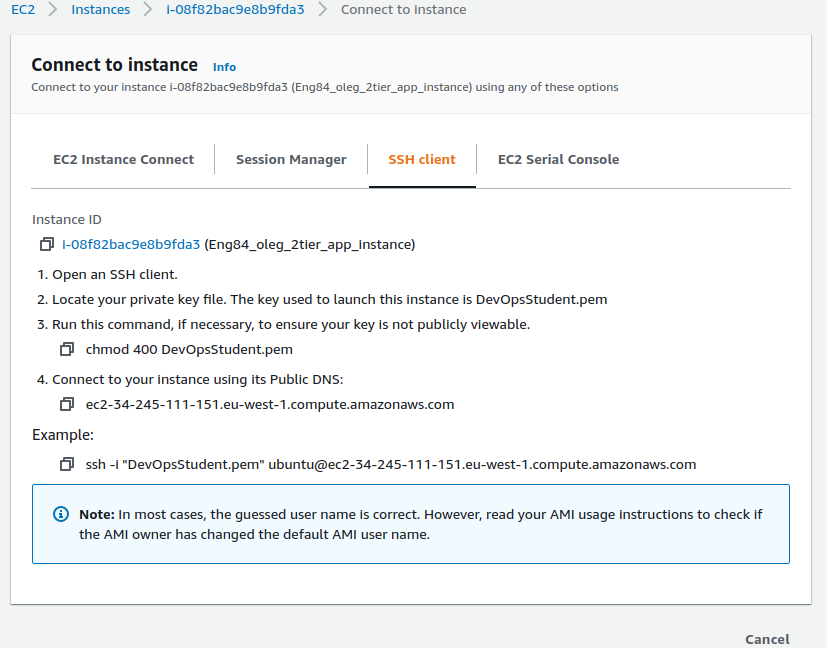 EC2 > Instances > i-08f82bac9e8b9fda3 > Connect to instance
Connect to instance Info
Connect to your instance i-08f82bac9e8b9fda3 (Eng84_oleg_2tier_app_instance) using any of these options
EC2 Instance Connect Session Manager SSH client EC2 Serial Console
Instance ID
i-08f82bac9e8b9fda3 (Eng84_oleg_2tier_app_instance)
1. Open an SSH client.
2. Locate your private key file. The key used to launch this instance is DevOpsStudent.pem
3. Run this command, if necessary, to ensure your key is not publicly viewable.
chmod 400 DevOpsStudent.pem
4. Connect to your instance using its Public DNS:
ec2-34-245-111-151.eu-west-1.compute.amazonaws.com
Example:
ssh -i "DevOpsStudent.pem" ubuntu@ec2-34-245-111-151.eu-west-1.compute.amazonaws.com
Note: In most cases, the guessed user name is correct. However, read your AMI usage instructions to check if
the AMI owner has changed the default AMI user name.
Cancel